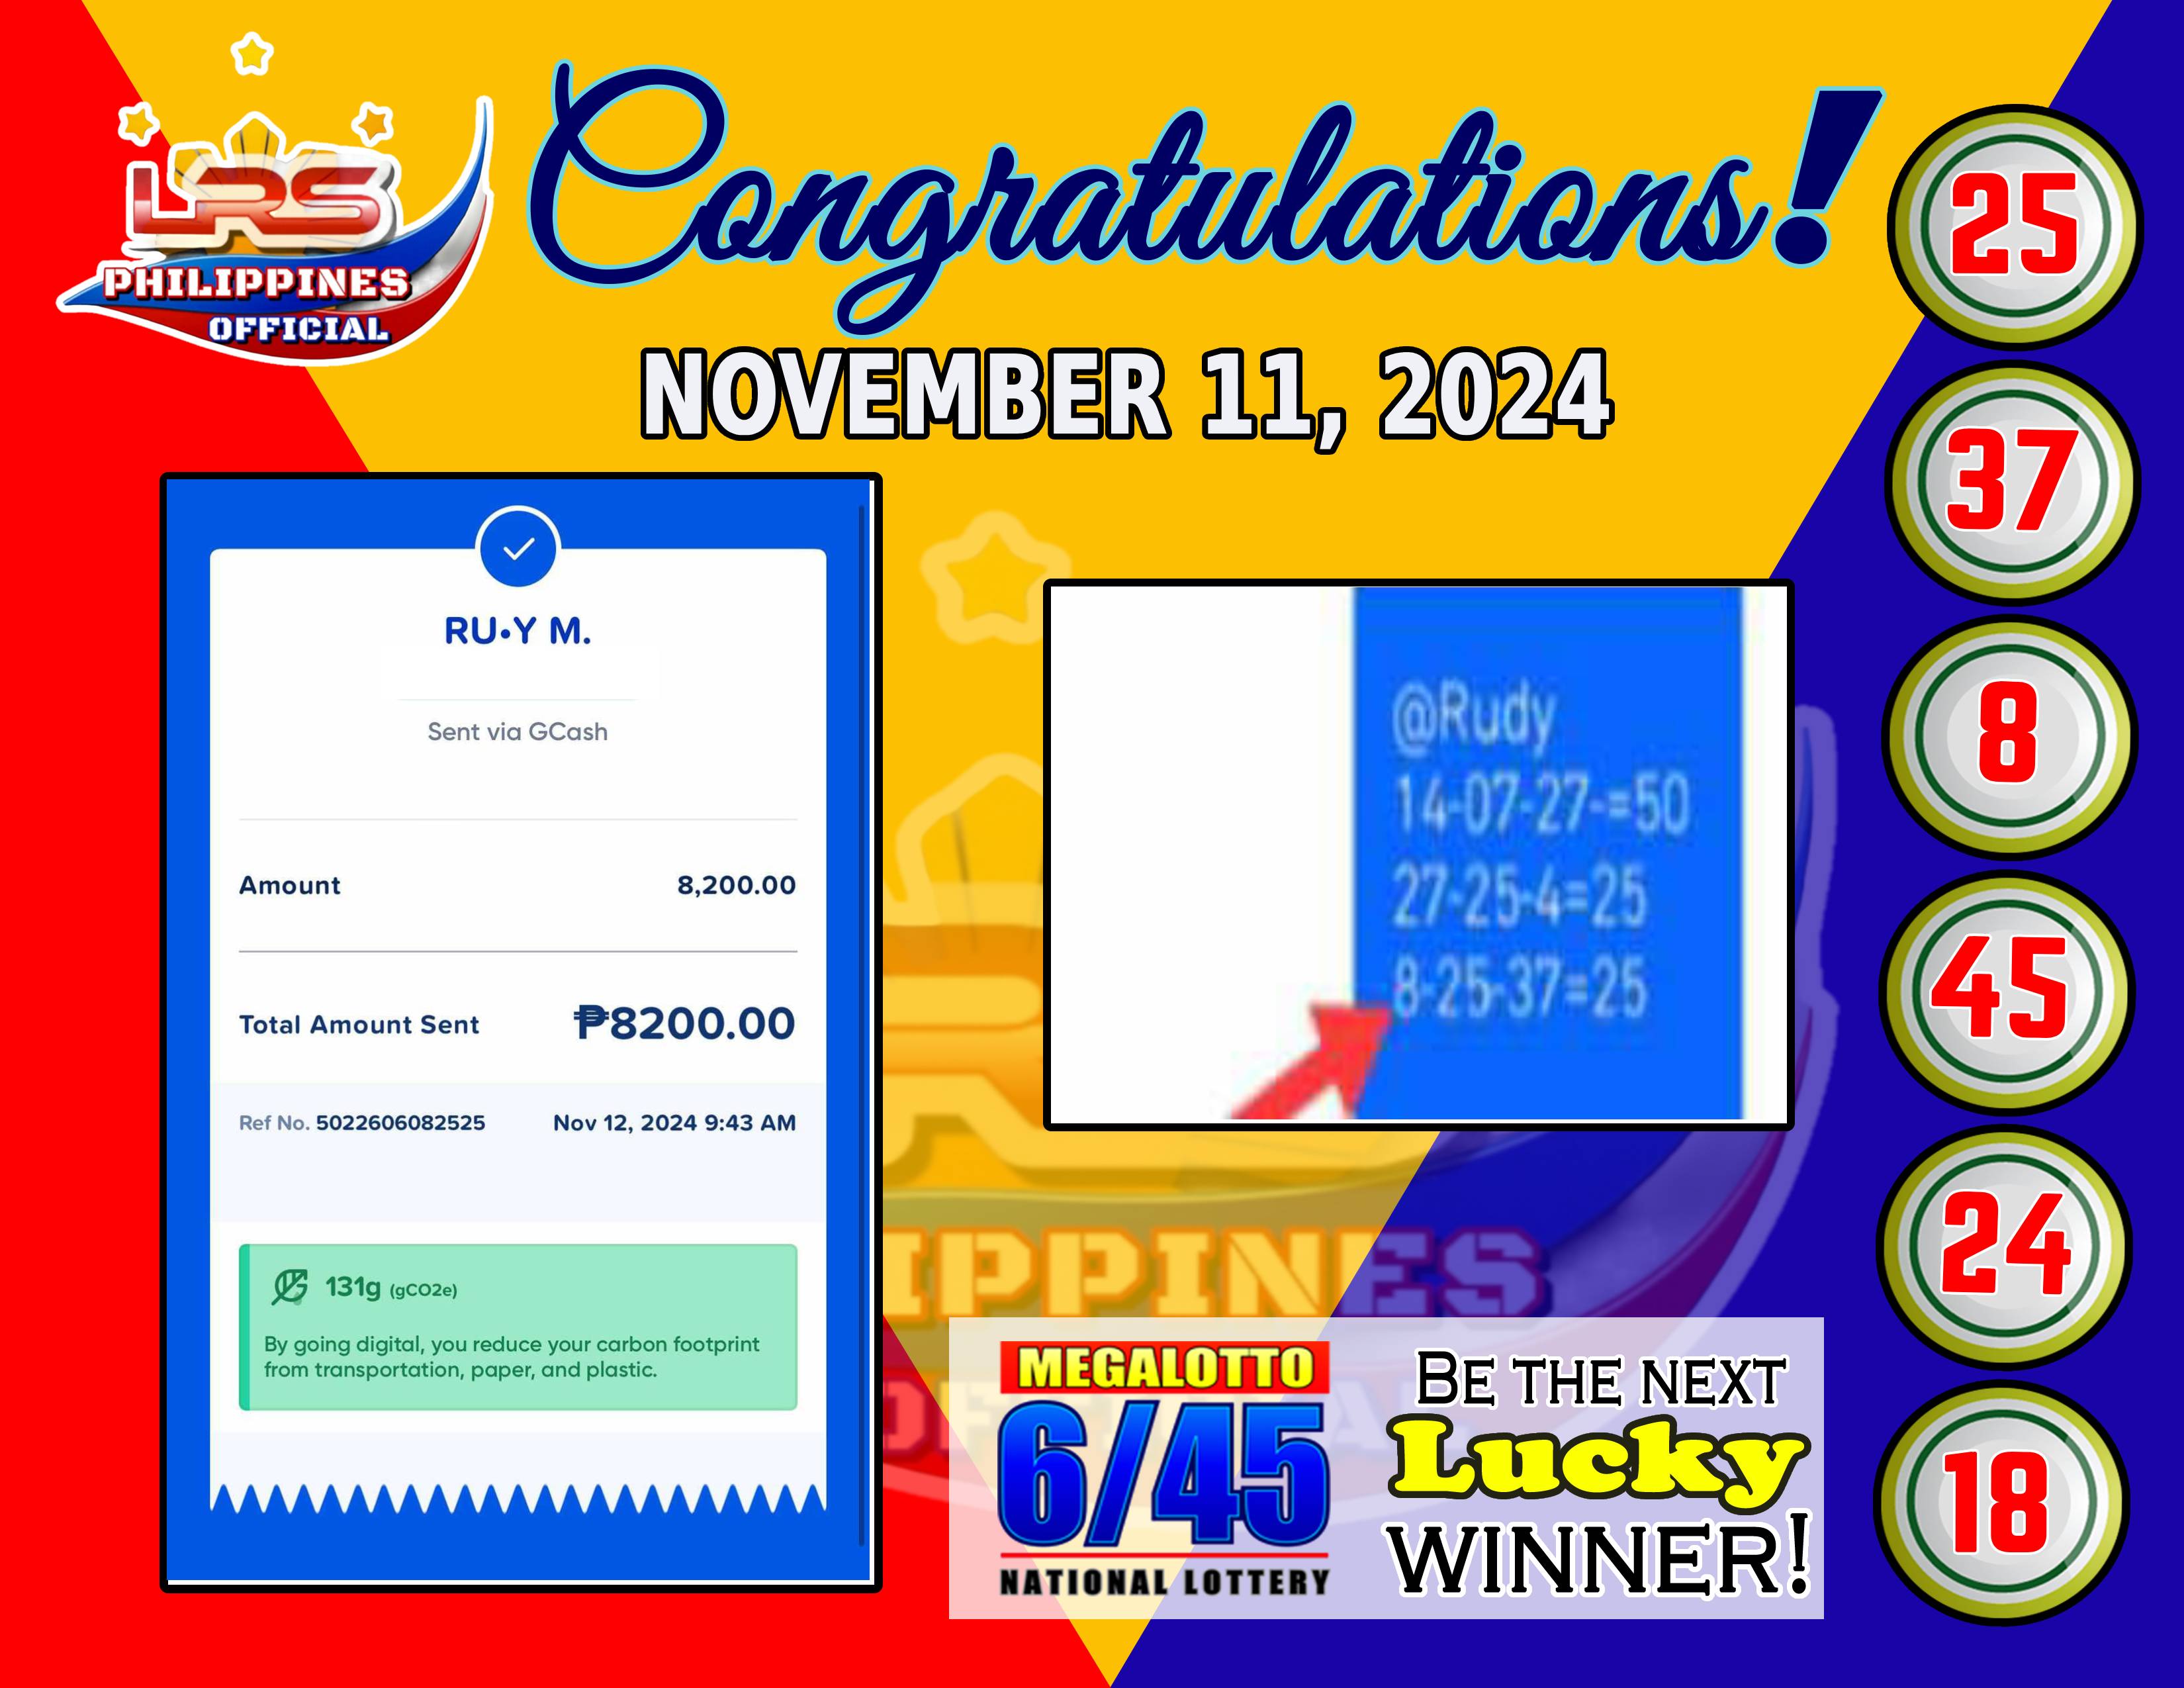 LRS
PHILIPPINES
OFFICIAL
Congratulations!
NOVEMBER 11, 2024
RU•Y M.
Sent via GCash
Amount 8,200.00
Total Amount Sent ₱8200.00
Ref No. 5022606082525 Nov 12, 2024 9:43 AM
131g (gCO2e)
By going digital, you reduce your carbon footprint
from transportation, paper, and plastic.
@Rudy
14-07-27-=50
27-25-4=25
8-25-37=25
IPPINES
MEGALOTTO
6/45
NATIONAL LOTTERY
BE THE NEXT
Lucky
WINNER!
25
37
8
45
24
18